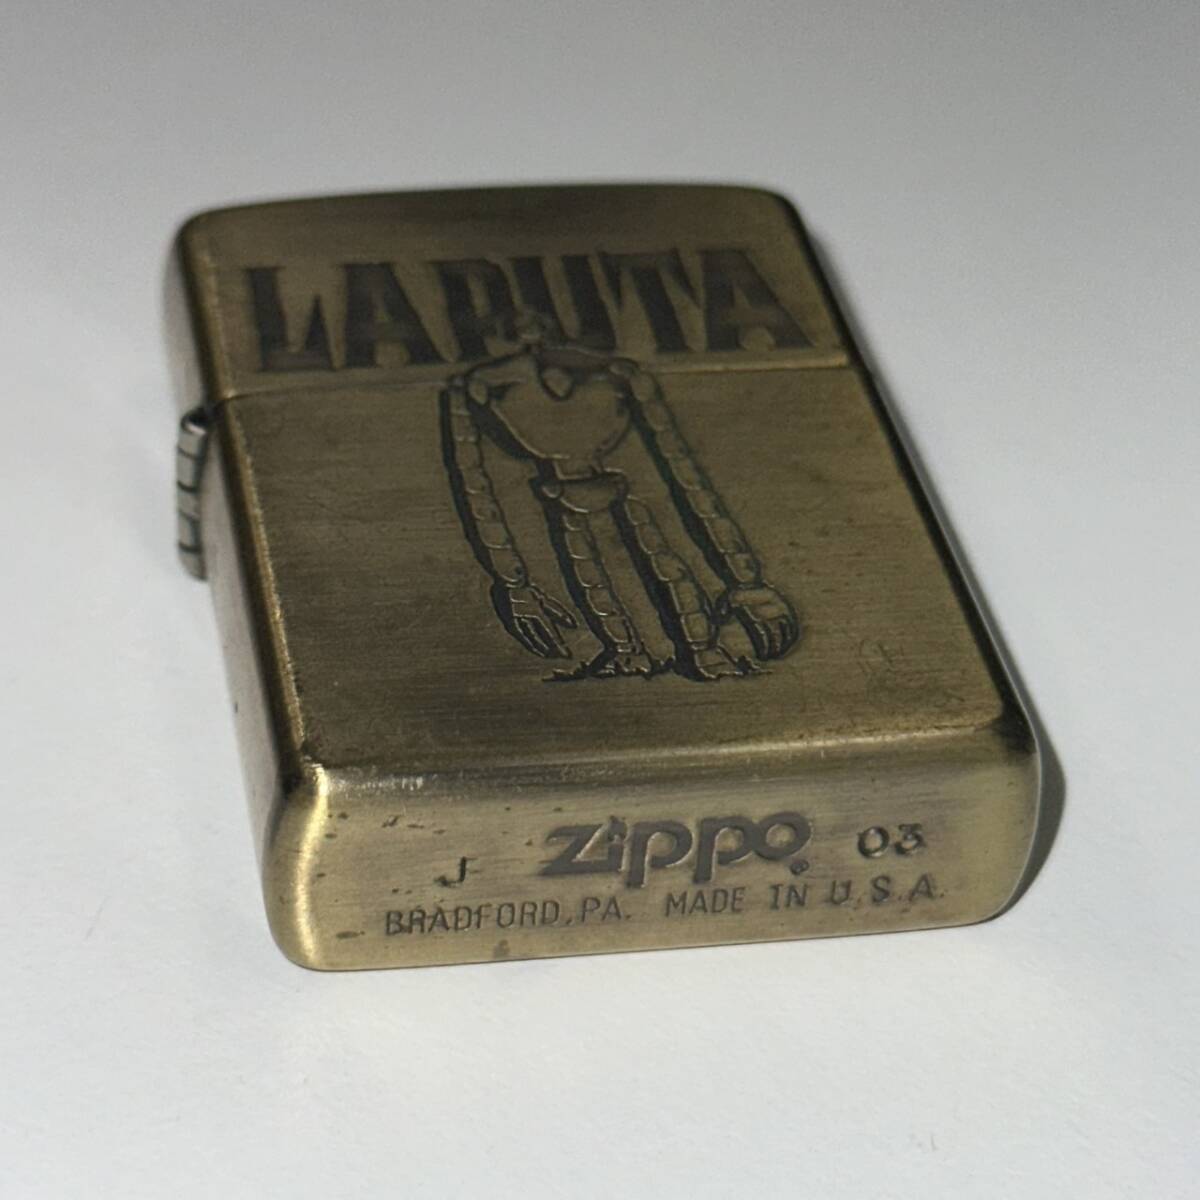 LAPUTA
J Zippo ® 03
BRADFORD, PA. MADE IN U.S.A.